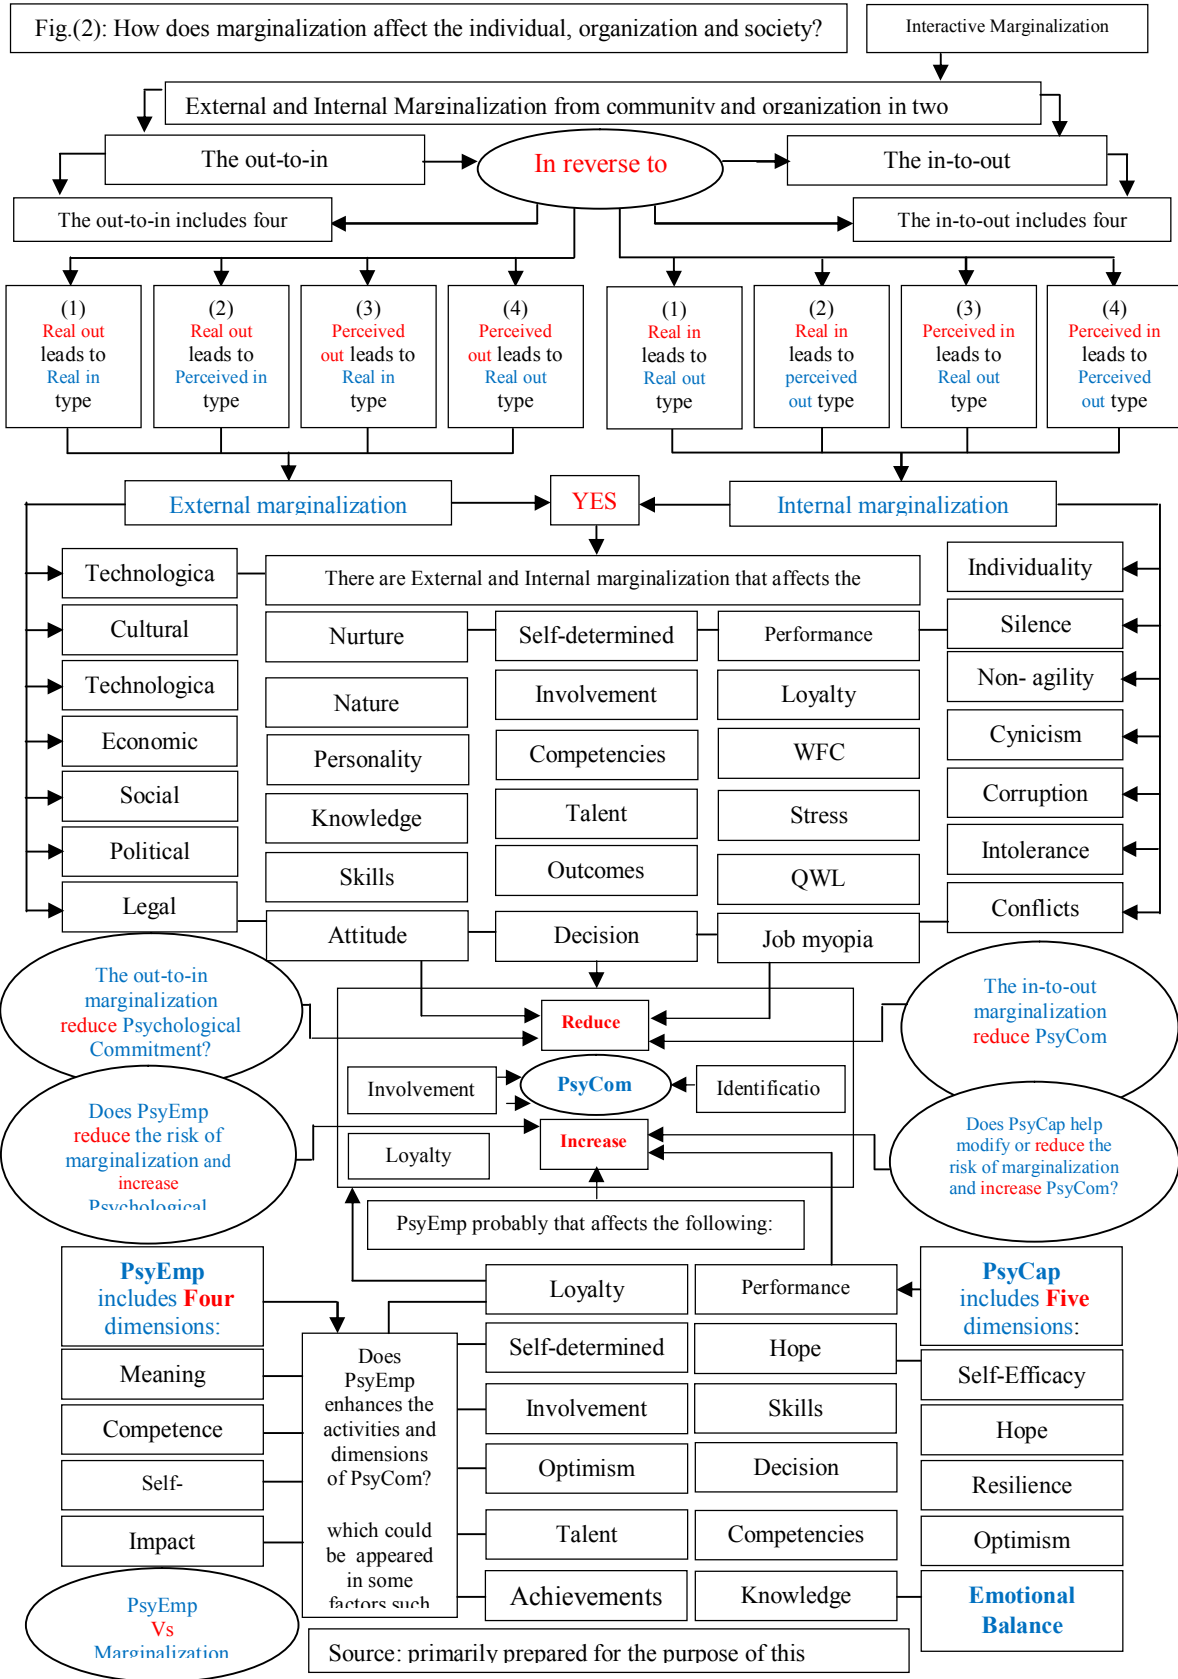 Fig.(2): How does marginalization affect the individual, organization and society?
Interactive Marginalization
External and Internal Marginalization from community and organization in two
The out-to-in
In reverse to
The in-to-out
The out-to-in includes four
The in-to-out includes four
(1)
Real out
leads to
Real in
type
(2)
Real out
leads to
Perceived in
type
(3)
Perceived
out leads to
Real in
type
(4)
Perceived
out leads to
Real out
type
(1)
Real in
leads to
Real out
type
(2)
Real in
leads to
perceived
out type
(3)
Perceived in
leads to
Real out
type
(4)
Perceived in
leads to
Perceived
out type
External marginalization
YES
Internal marginalization
There are External and Internal marginalization that affects the
Technologica
Cultural
Technologica
Economic
Social
Political
Legal
Nurture
Nature
Personality
Knowledge
Skills
Attitude
Self-determined
Involvement
Competencies
Talent
Outcomes
Decision
Performance
Loyalty
WFC
Stress
QWL
Job myopia
Individuality
Silence
Non- agility
Cynicism
Corruption
Intolerance
Conflicts
The out-to-in
marginalization
reduce Psychological
Commitment?
Reduce
The in-to-out
marginalization
reduce PsyCom
Involvement
PsyCom
Identificatio
Does PsyEmp
reduce the risk of
marginalization and
increase
Psychological
Increase
Loyalty
Does PsyCap help
modify or reduce the
risk of marginalization
and increase PsyCom?
PsyEmp probably that affects the following:
PsyEmp
includes Four
dimensions:
Meaning
Competence
Self-
Impact
PsyEmp
Vs
Marginalization
Does
PsyEmp
enhances the
activities and
dimensions
of PsyCom?
which could
be appeared
in some
factors such
Loyalty
Self-determined
Involvement
Optimism
Talent
Achievements
Performance
Hope
Skills
Decision
Competencies
Knowledge
PsyCap
includes Five
dimensions:
Self-Efficacy
Hope
Resilience
Optimism
Emotional
Balance
Source: primarily prepared for the purpose of this